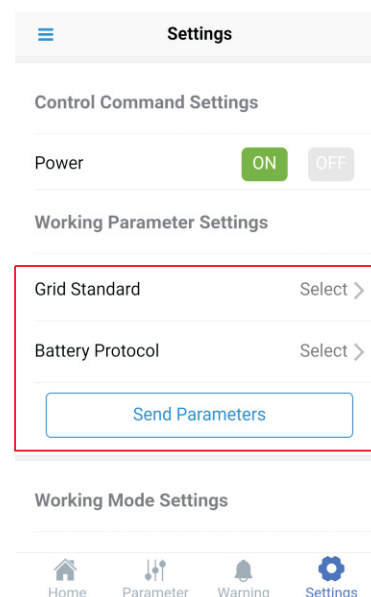 Settings
Control Command Settings
Power ON OFF
Working Parameter Settings
Grid Standard Select
Battery Protocol Select
Send Parameters
Working Mode Settings
Home Parameter Warning Settings